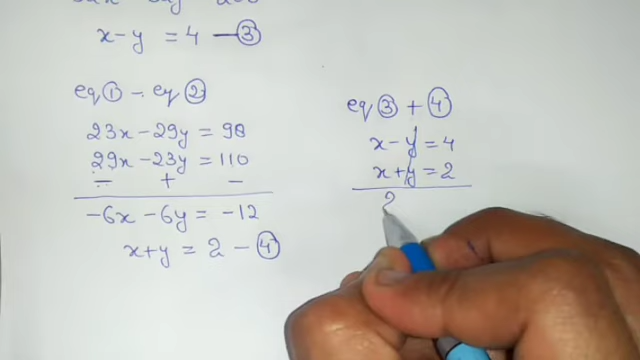 x-y = 4 — ③
eq ① - eq ②
23x-29y = 98
29x-23y = 110
- + -
-6x-6y = -12
x+y = 2 - ④
eq ③ + ④
x-y = 4
x+y = 2
2